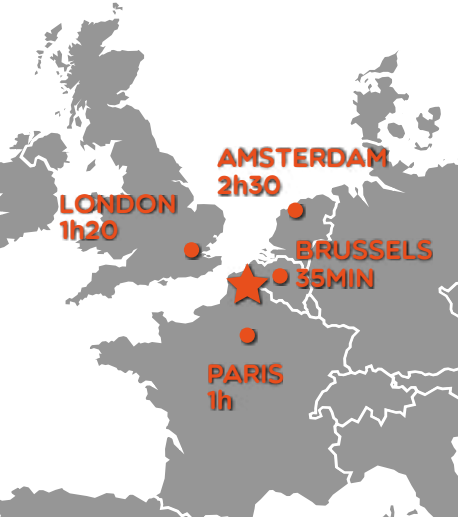 AMSTERDAM
2h30
LONDON
1h20
BRUSSELS
35MIN
PARIS
1h